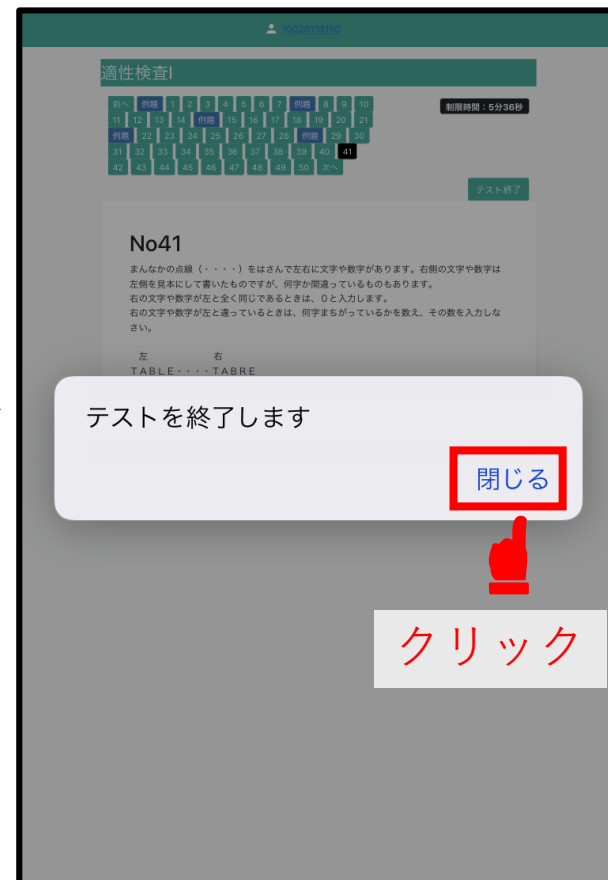 10026119150
適性検査Ⅰ
前へ 例題 1 2 3 4 5 6 7 例題 8 9 10
制限時間：5分36秒
11 12 13 14 例題 15 16 17 18 19 20 21
例題 22 23 24 25 26 27 28 例題 29 30
31 32 33 34 35 36 37 38 39 40 41
42 43 44 45 46 47 48 49 50 次へ
テスト終了
No41
まんなかの点線（・・・・）をはさんで左右に文字や数字があります。右側の文字や数字は
左側を見本にして書いたものですが、何字か間違っているものもあります。
右の文字や数字が左と全く同じであるときは、０と入力します。
右の文字や数字が左と違っているときは、何字まちがっているかを数え、その数を入力しな
さい。
左 右
ＴＡＢＬＥ・・・・ＴＡＢＲＥ
テストを終了します
閉じる
クリック